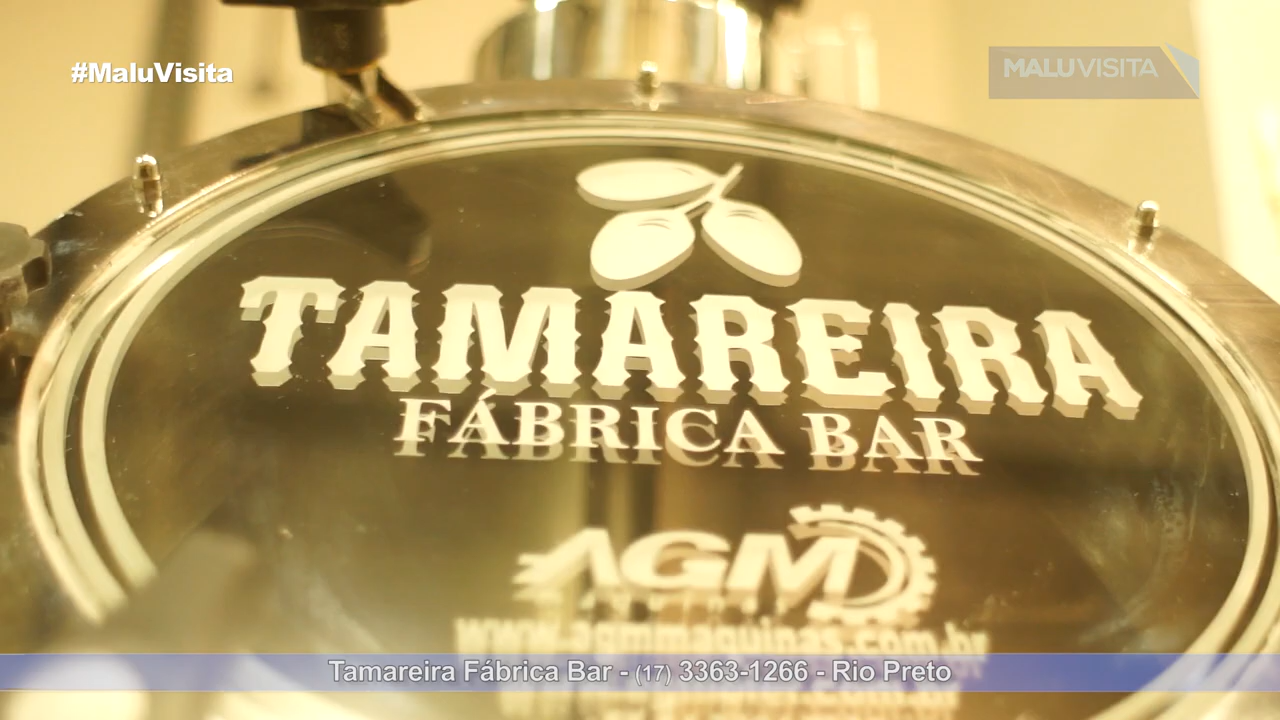 #MaluVisita
MALUVISITA
TAMAREIRA
FÁBRICA BAR
AGM
www.agmmaquinas.com.br
Tamareira Fábrica Bar - (17) 3363-1266 - Rio Preto